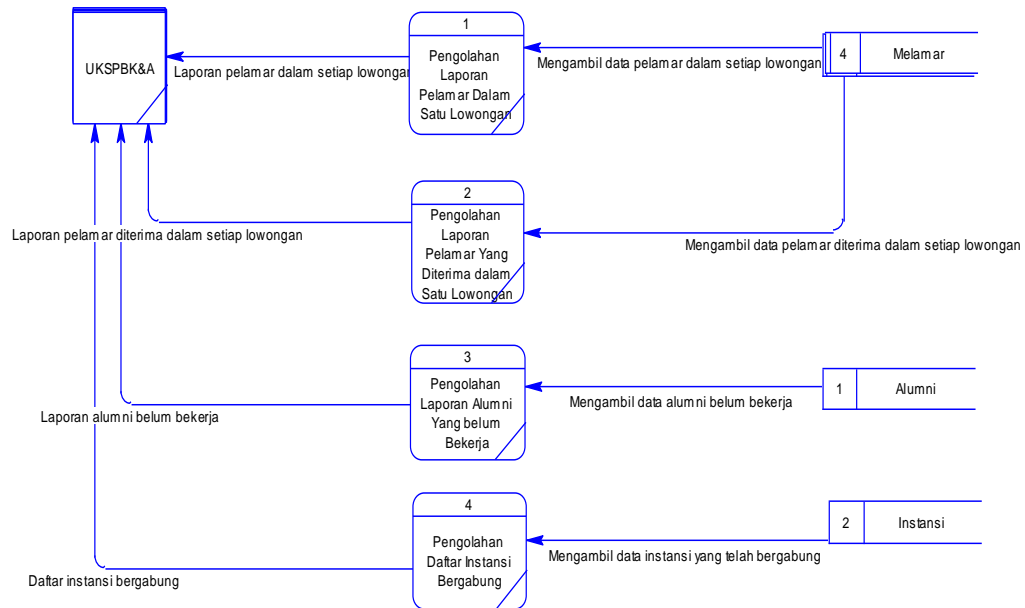 UKSPBK&A
Laporan pelamar dalam setiap lowongan
1
Pengolahan
Laporan
Pelamar Dalam
Satu Lowongan
Mengambil data pelamar dalam setiap lowongan
4
Melamar
Laporan pelamar diterima dalam setiap lowongan
2
Pengolahan
Laporan
Pelamar Yang
Diterima dalam
Satu Lowongan
Mengambil data pelamar diterima dalam setiap lowongan
Laporan alumni belum bekerja
3
Pengolahan
Laporan Alumni
Yang belum
Bekerja
Mengambil data alumni belum bekerja
1
Alumni
Daftar instansi bergabung
4
Pengolahan
Daftar Instansi
Bergabung
Mengambil data instansi yang telah bergabung
2
Instansi